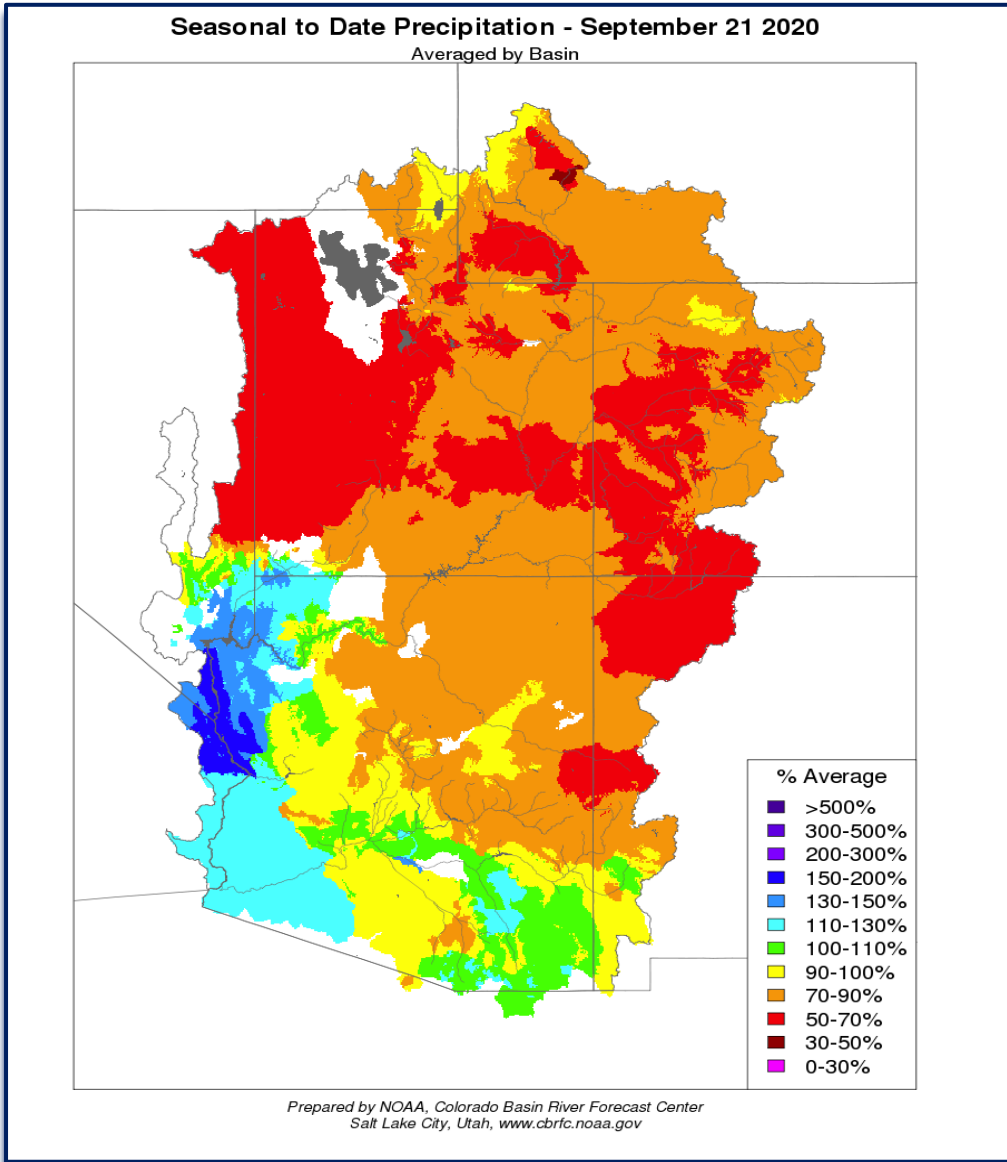 Seasonal to Date Precipitation - September 21 2020
Averaged by Basin
% Average
>500%
300-500%
200-300%
150-200%
130-150%
110-130%
100-110%
90-100%
70-90%
50-70%
30-50%
0-30%
Prepared by NOAA, Colorado Basin River Forecast Center
Salt Lake City, Utah, www.cbrfc.noaa.gov